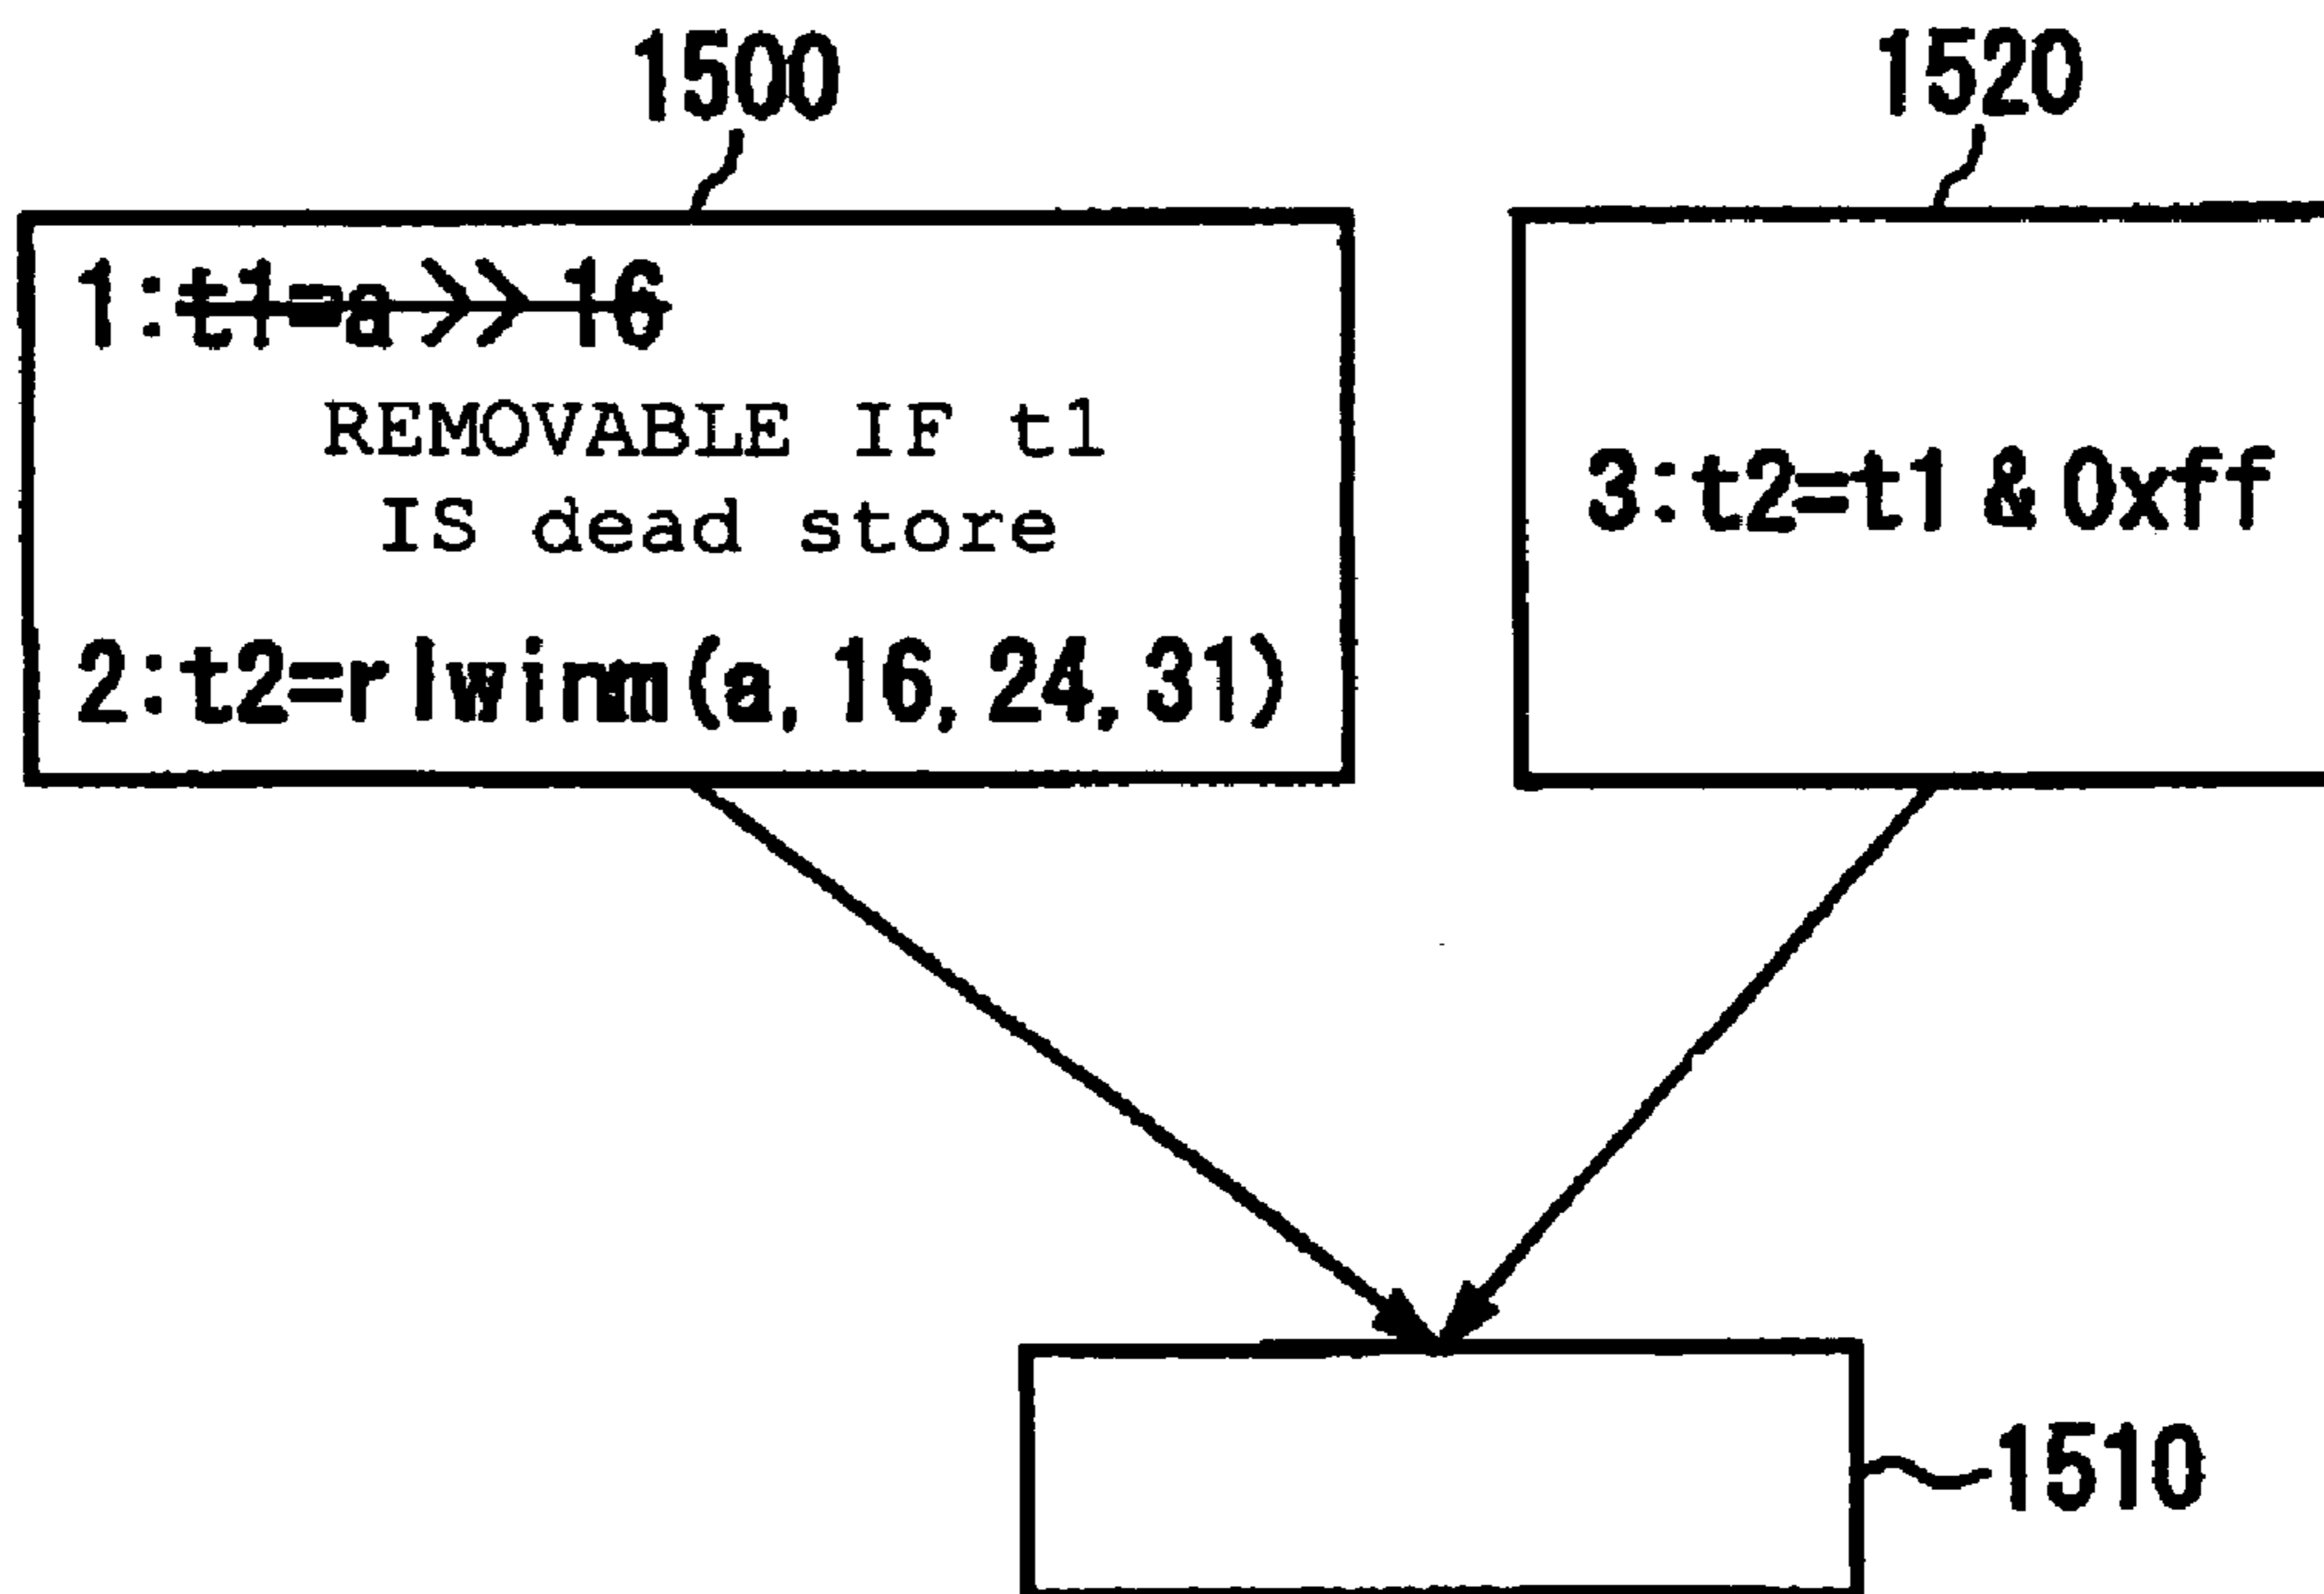 1500
1520
1:t1=a >> 16
REMOVABLE IF t1
IS dead store
2:t2=rlwinm(a, 16, 24, 31)
3:t2=t1 & 0xff
1510